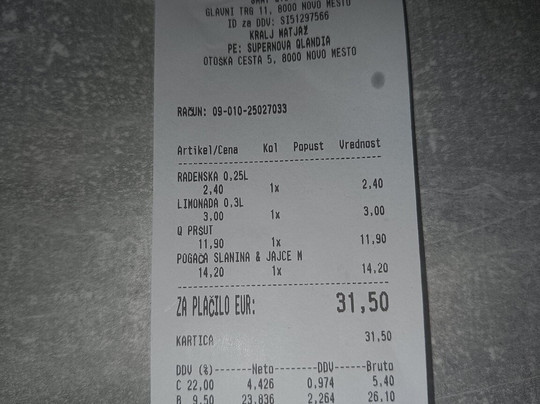 GLAVNI TRG 11, 8000 NOVO MESTO
ID za DDV: SI51297566
KRALJ MATJAŽ
PE: SUPERNOVA QLANDIA
OTOŠKA CESTA 5, 8000 NOVO MESTO
RAČUN: 09-010-25027033
Artikel/Cena Kol Popust Vrednost
RADENSKA 0,25L
2,40 1x 2,40
LIMONADA 0,3L
3,00 1x 3,00
Q PRŠUT
11,90 1x 11,90
POGAČA SLANINA & JAJCE M
14,20 1x 14,20
ZA PLAČILO EUR: 31,50
KARTICA 31,50
DDV (%)-------Neto-------DDV------Bruto
C 22,00 4,426 0,974 5,40
B 9,50 23,836 2,264 26,10